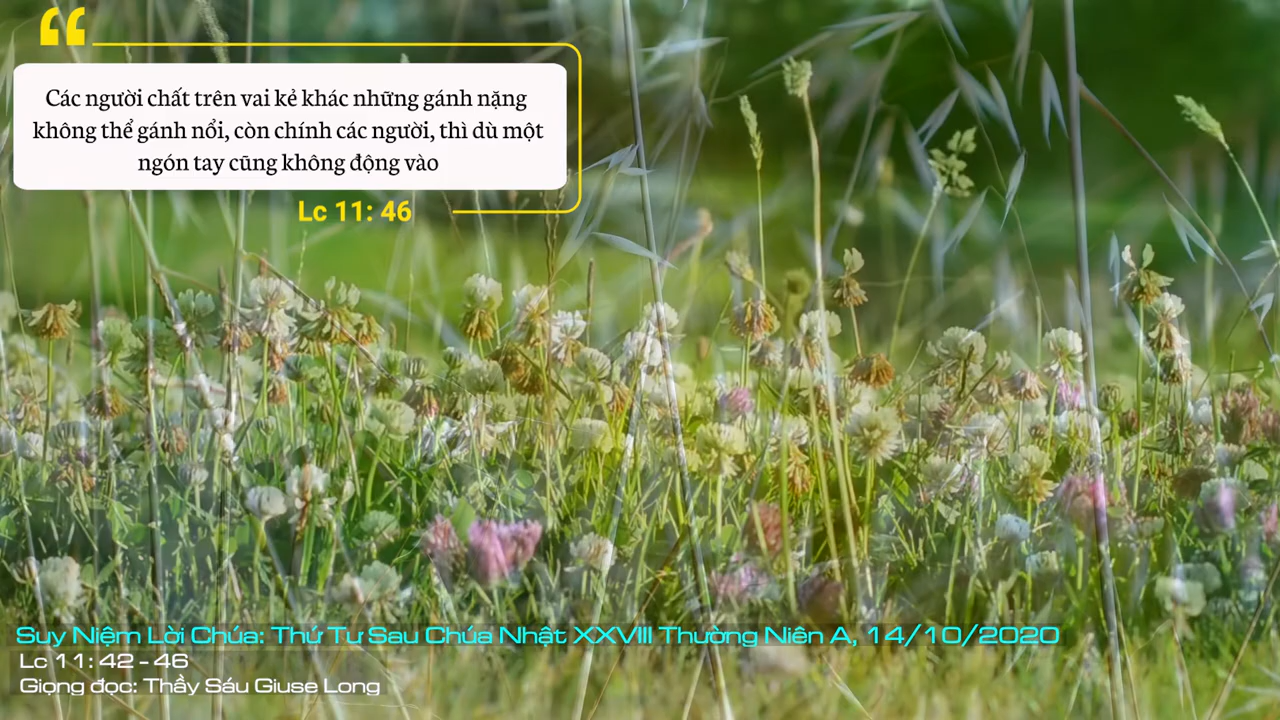 Các người chất trên vai kẻ khác những gánh nặng
không thể gánh nổi, còn chính các người, thì dù một
ngón tay cũng không động vào
Lc 11: 46
Suy Niệm Lời Chúa: Thứ Tư Sau Chúa Nhật XXVIII Thường Niên A, 14/10/2020
Lc 11: 42 - 46
Giọng đọc: Thầy Sáu Giuse Long